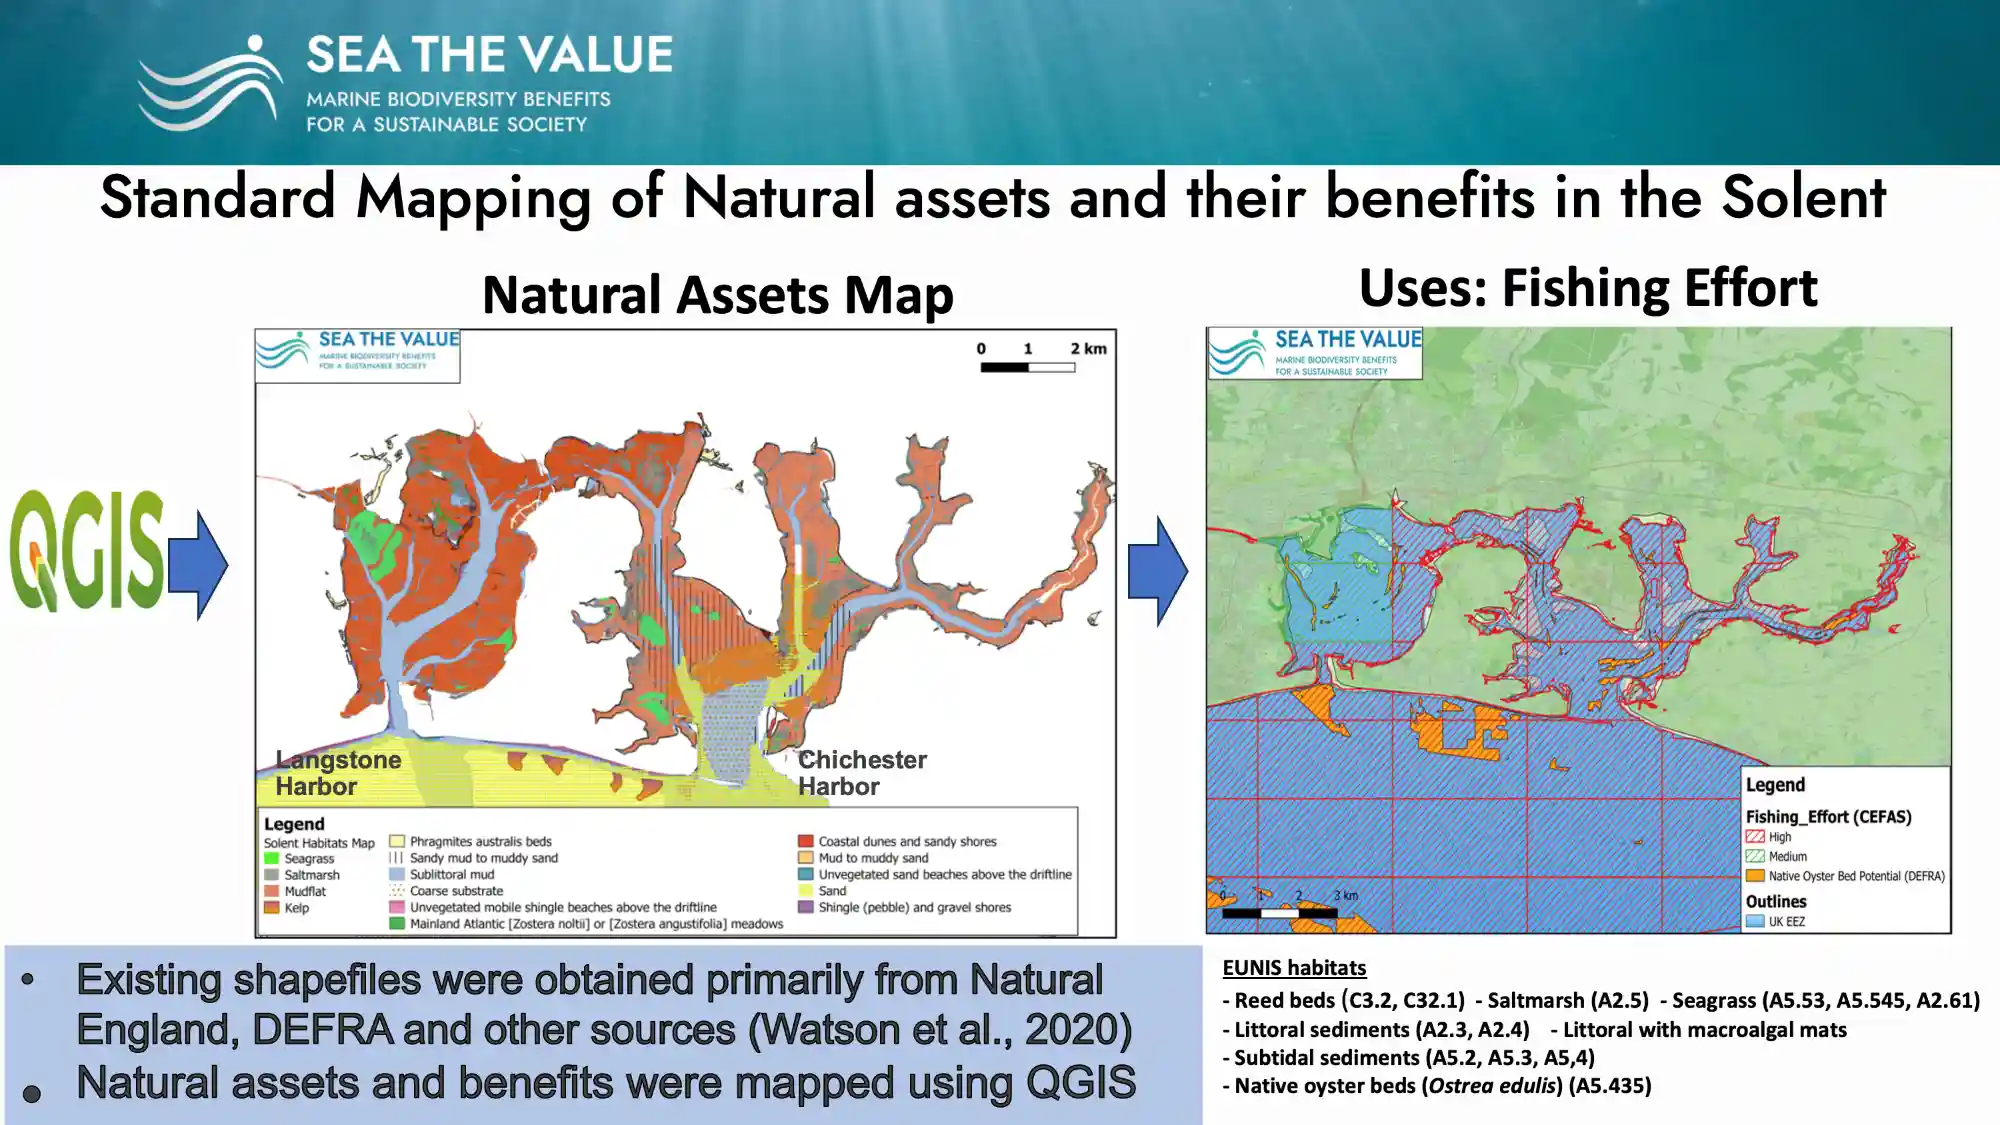 SEA THE VALUE
MARINE BIODIVERSITY BENEFITS
FOR A SUSTAINABLE SOCIETY
Standard Mapping of Natural assets and their benefits in the Solent
Natural Assets Map
Uses: Fishing Effort
QGIS
SEA THE VALUE
MARINE BIODIVERSITY BENEFITS
FOR A SUSTAINABLE SOCIETY
0 1 2 km
Langstone
Harbor
Chichester
Harbor
Legend
Solent Habitats Map
Seagrass
Saltmarsh
Mudflat
Kelp
Phragmites australis beds
Sandy mud to muddy sand
Sublittoral mud
Coarse substrate
Unvegetated mobile shingle beaches above the driftline
Mainland Atlantic [Zostera noltii] or [Zostera angustifolia] meadows
Coastal dunes and sandy shores
Mud to muddy sand
Unvegetated sand beaches above the driftline
Sand
Shingle (pebble) and gravel shores
SEA THE VALUE
MARINE BIODIVERSITY BENEFITS
FOR A SUSTAINABLE SOCIETY
0 1 2 3 km
Legend
Fishing_Effort (CEFAS)
High
Medium
Native Oyster Bed Potential (DEFRA)
Outlines
UK EEZ
• Existing shapefiles were obtained primarily from Natural
England, DEFRA and other sources (Watson et al., 2020)
• Natural assets and benefits were mapped using QGIS
EUNIS habitats
- Reed beds (C3.2, C32.1) - Saltmarsh (A2.5) - Seagrass (A5.53, A5.545, A2.61)
- Littoral sediments (A2.3, A2.4) - Littoral with macroalgal mats
- Subtidal sediments (A5.2, A5.3, A5,4)
- Native oyster beds (Ostrea edulis) (A5.435)